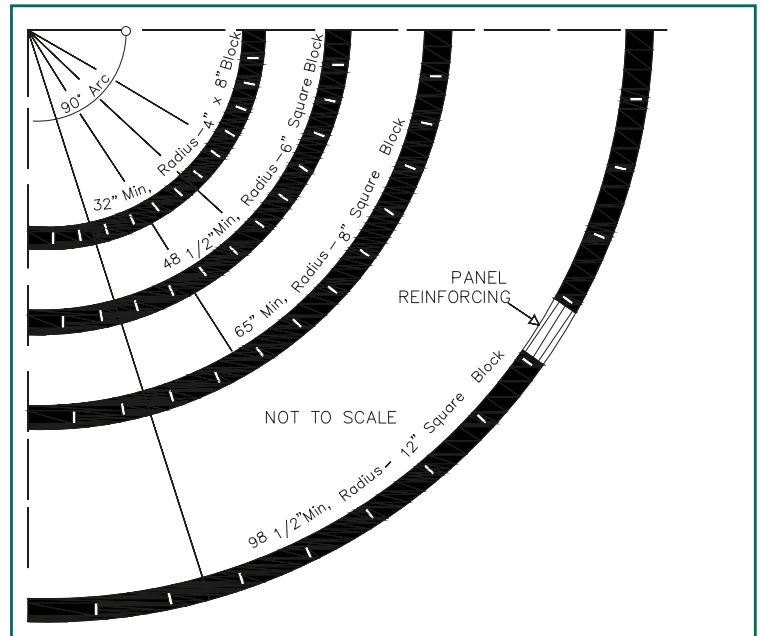 90° Arc
32" Min, Radius-4" x 8"Block
48 1/2"Min, Radius-6" Square Block
65" Min, Radius-8" Square Block
PANEL
REINFORCING
NOT TO SCALE
98 1/2"Min, Radius- 12" Square Block